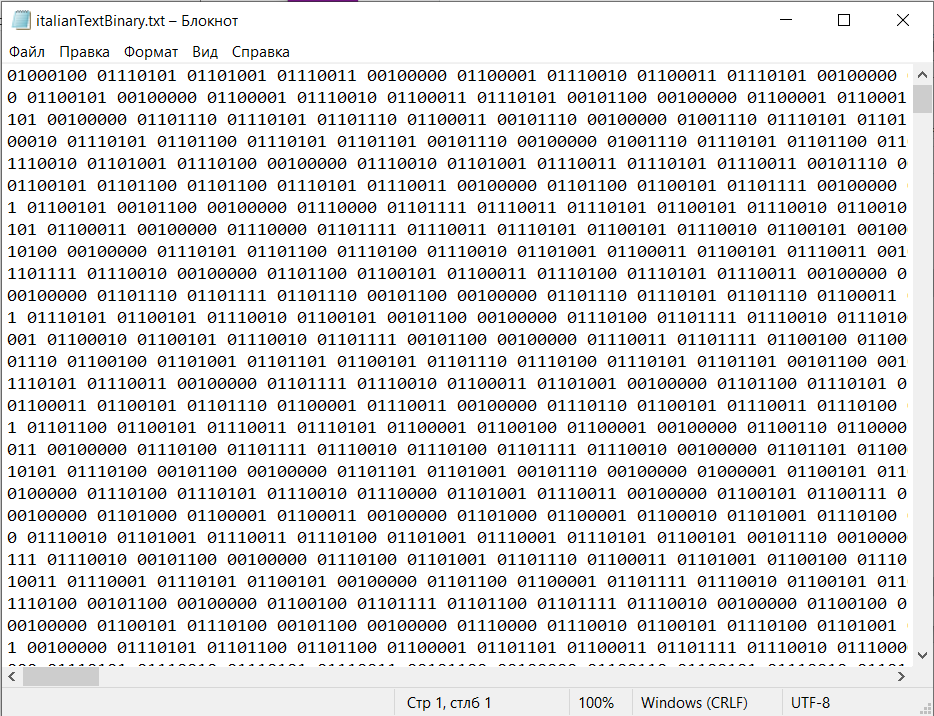 italianTextBinary.txt – Блокнот
Файл Правка Формат Вид Справка
01000100 01110101 01101001 01110011 00100000 01100001 01110010 01100011 01110101 00100000
0 01100101 00100000 01100001 01110010 01100011 01110101 00101100 00100000 01100001 0110001
101 00100000 01101110 01110101 01101110 01100011 00101110 00100000 01001110 01110101 01101
00010 01110101 01101100 01110101 01101101 00101110 00100000 01001110 01110101 01101100 011
1110010 01101001 01110100 00100000 01110010 01101001 01110011 01110101 01110011 00101110 0
01100101 01101100 01101100 01110101 01110011 00100000 01101100 01100101 01101111 00100000
1 01100101 00101100 00100000 01110000 01101111 01110011 01110101 01100101 01110010 0110010
101 01100011 00100000 01110000 01101111 01110011 01110101 01100101 01110010 01100101 00100
10100 00100000 01110101 01101100 01110100 01110010 01101001 01100011 01100101 01110011 001
1101111 01110010 00100000 01101100 01100101 01100011 01110100 01110101 01110011 00100000 0
00100000 01101110 01101111 01101110 00101100 00100000 01101110 01110101 01101110 01100011
1 01110101 01100101 01110010 01100101 00101100 00100000 01110100 01101111 01110010 0111010
001 01100010 01100101 01110010 01101111 00101100 00100000 01110011 01101111 01100100 01100
01110 01100100 01101001 01101101 01100101 01101110 01110100 01110101 01101101 00101100 001
1110101 01110011 00100000 01101111 01110010 01100011 01101001 00100000 01101100 01110101 0
01100011 01100101 01101110 01100001 01110011 00100000 01110110 01100101 01110011 01110100
1 01101100 01100101 01110011 01110101 01100001 01100100 01100001 00100000 01100110 0110000
011 00100000 01110100 01101111 01110010 01110100 01101111 01110010 00100000 01101101 01100
10101 01110100 00101100 00100000 01101101 01101001 00101110 00100000 01000001 01100101 011
0100000 01110100 01110101 01110010 01110000 01101001 01110011 00100000 01100101 01100111 0
00100000 01101000 01100001 01100011 00100000 01101000 01100001 01100010 01101001 01110100
0 01110010 01101001 01110011 01110100 01101001 01110001 01110101 01100101 00101110 0010000
111 01110010 00101100 00100000 01110100 01101001 01101110 01100011 01101001 01100100 01110
10011 01110001 01110101 01100101 00100000 01101100 01100001 01101111 01110010 01100101 011
1110100 00101100 00100000 01100100 01101111 01101100 01101111 01110010 00100000 01100100 0
00100000 01100101 01110100 00101100 00100000 01110000 01110010 01100101 01110100 01101001
1 00100000 01110101 01101100 01101100 01100001 01101101 01100011 01101111 01110010 0111000
Стр 1, стлб 1 100% Windows (CRLF) UTF-8